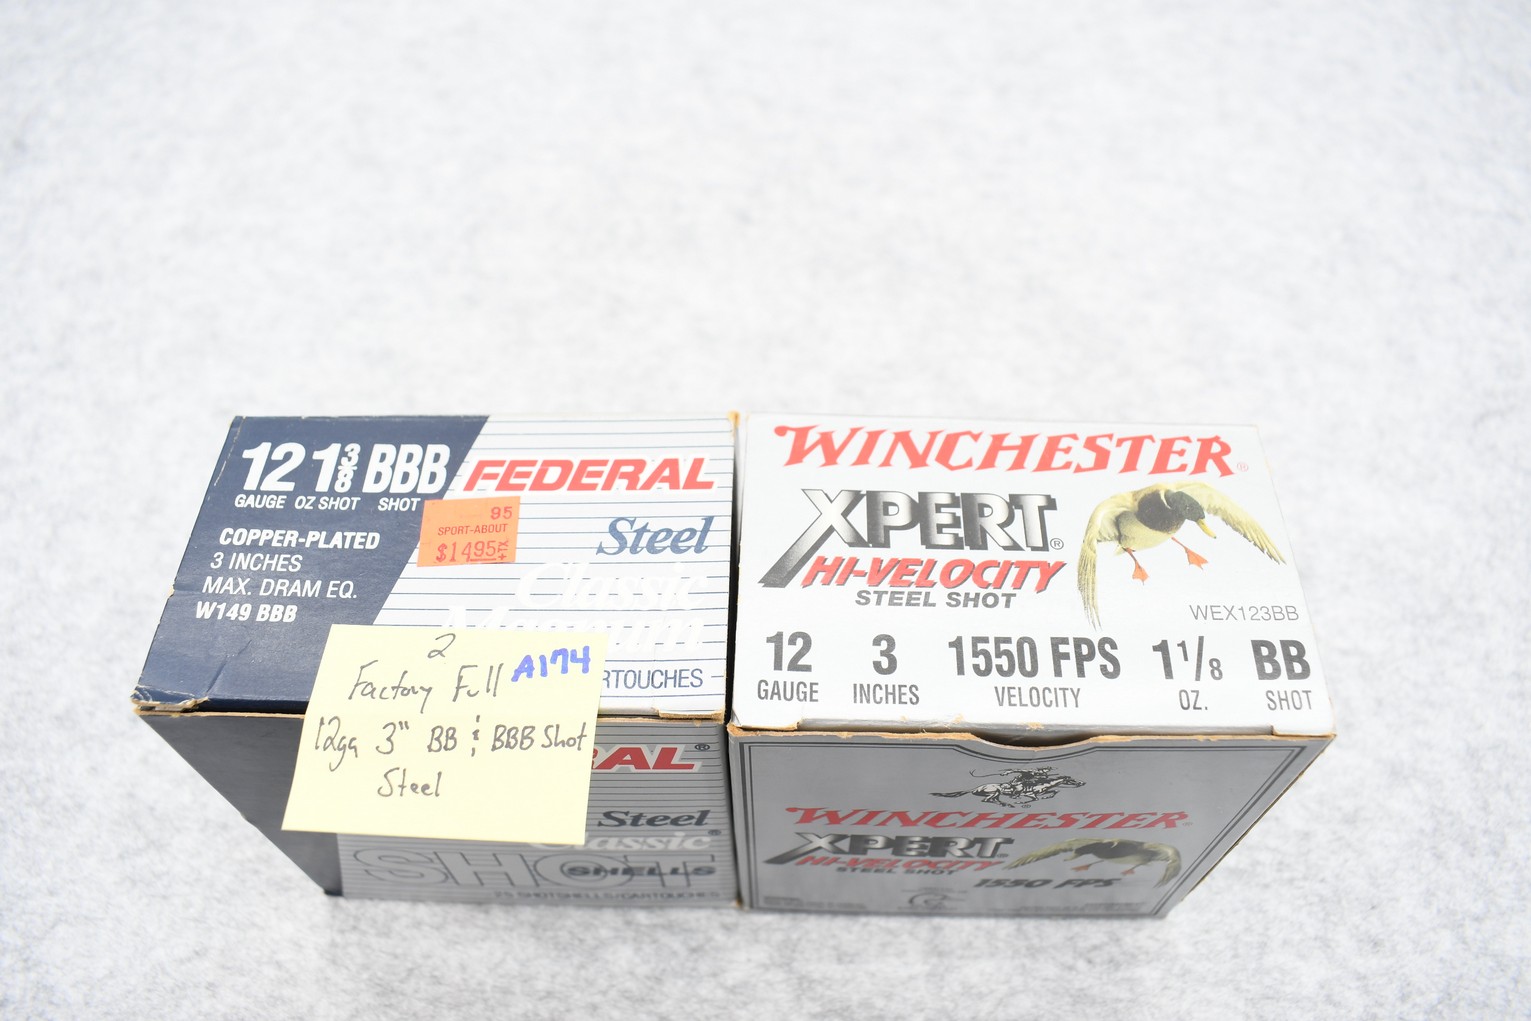 12 1 3/8 BBB
GAUGE OZ SHOT SHOT
COPPER-PLATED
3 INCHES
MAX. DRAM EQ.
W149 BBB
FEDERAL
95
SPORT-ABOUT
$14.95 +TX
Steel
Classic
Magnum
2
Factory Full A174
12ga 3" BB & BBB Shot
Steel
Steel
Classic®
SHOT
SHELLS
25 SHOTSHELLS/CARTOUCHES
WINCHESTER®
XPERT®
HI-VELOCITY
STEEL SHOT
WEX123BB
12 3 1550 FPS 1 1/8 BB
GAUGE INCHES VELOCITY OZ. SHOT
WINCHESTER®
XPERT®
HI-VELOCITY
STEEL SHOT
1550 FPS